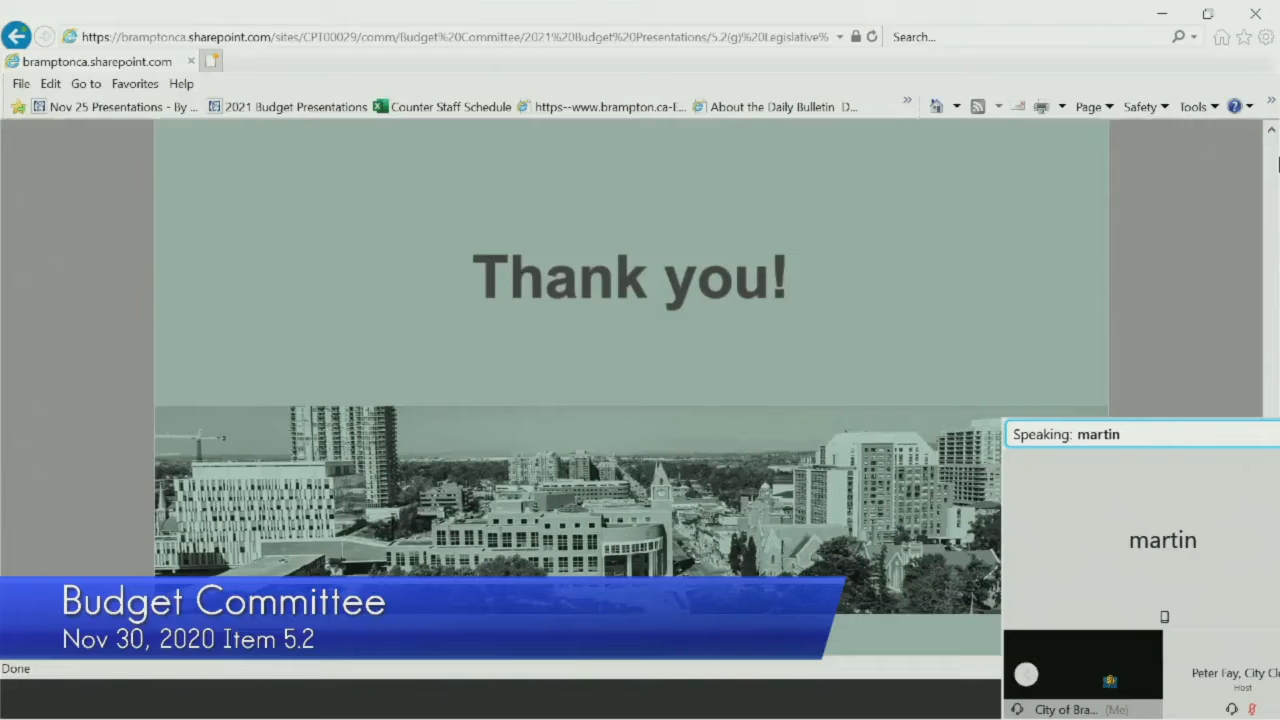 https://bramptonca.sharepoint.com/sites/CPT00029/comm/Budget%20Committee/2021%20Budget%20Presentations/5.2(g)%20Legislative%
Search...
bramptonca.sharepoint.com
File Edit Go to Favorites Help
Nov 25 Presentations - By ... 2021 Budget Presentations Counter Staff Schedule https--www.brampton.ca-E... About the Daily Bulletin D... Page Safety Tools
Thank you!
Speaking: martin
martin
Budget Committee
Nov 30, 2020 Item 5.2
Done
Peter Fay, City Cl
Host
City of Bra... (Me)